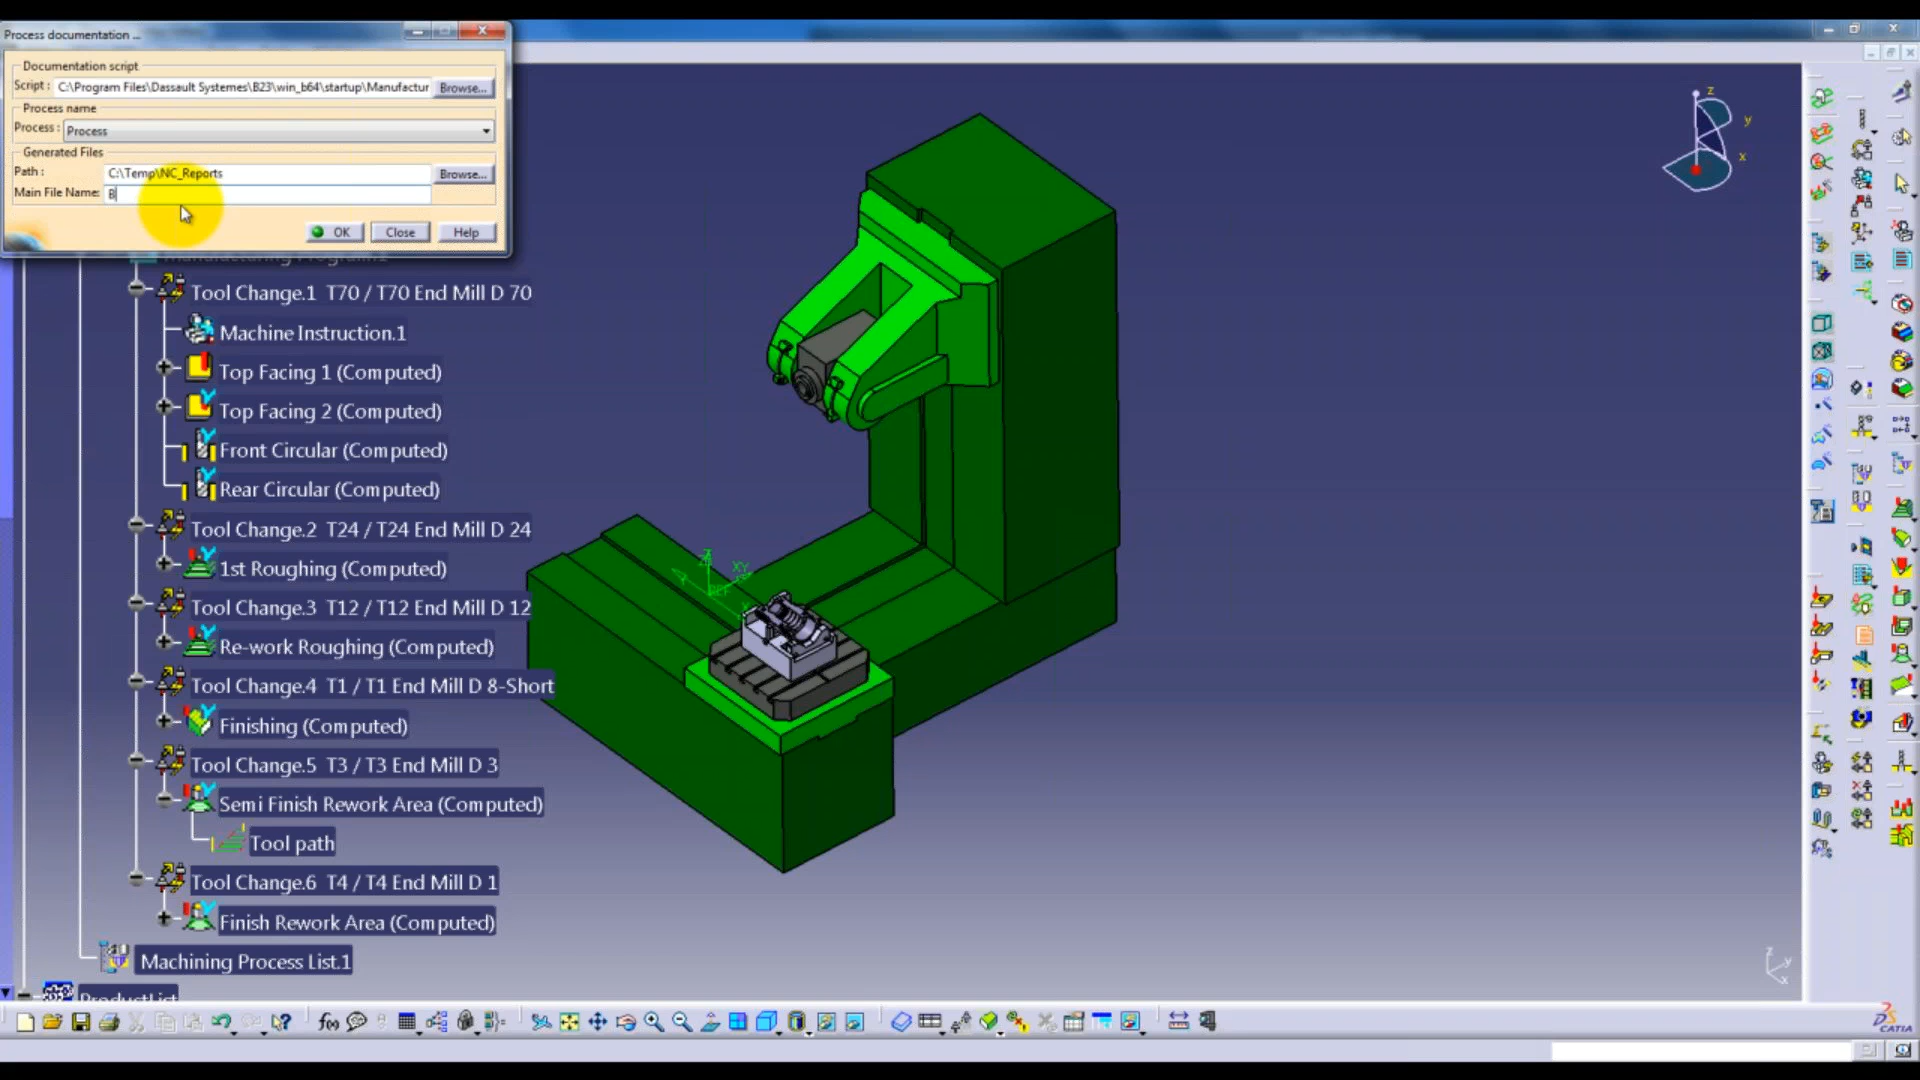 Process documentation ...
Documentation script
Script : C:\Program Files\Dassault Systemes\B23\win_b64\startup\Manufactur Browse...
Process name
Process : Process
Generated Files
Path : C:\Temp\NC_Reports Browse...
Main File Name: B
OK Close Help
Tool Change.1 T70 / T70 End Mill D 70
Machine Instruction.1
Top Facing 1 (Computed)
Top Facing 2 (Computed)
Front Circular (Computed)
Rear Circular (Computed)
Tool Change.2 T24 / T24 End Mill D 24
1st Roughing (Computed)
Tool Change.3 T12 / T12 End Mill D 12
Re-work Roughing (Computed)
Tool Change.4 T1 / T1 End Mill D 8-Short
Finishing (Computed)
Tool Change.5 T3 / T3 End Mill D 3
Semi Finish Rework Area (Computed)
Tool path
Tool Change.6 T4 / T4 End Mill D 1
Finish Rework Area (Computed)
Machining Process List.1
ProductList
z
y
x
XY
z
y
x
f(x)
DS
CATIA